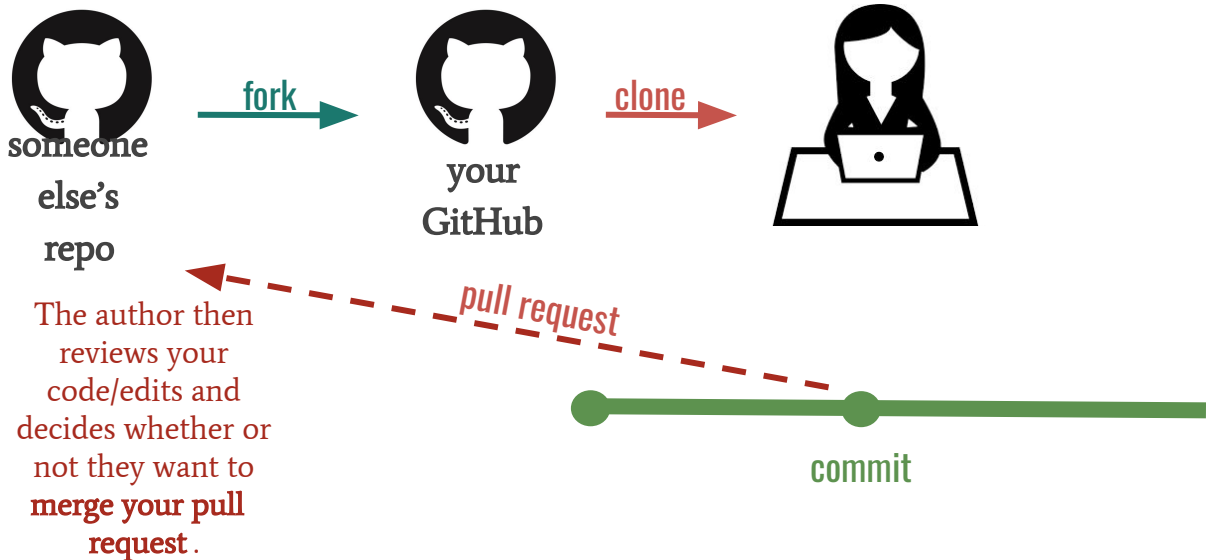 fork
clone
someone
else’s
repo
your
GitHub
pull request
The author then
reviews your
code/edits and
decides whether or
not they want to
merge your pull
request .
commit